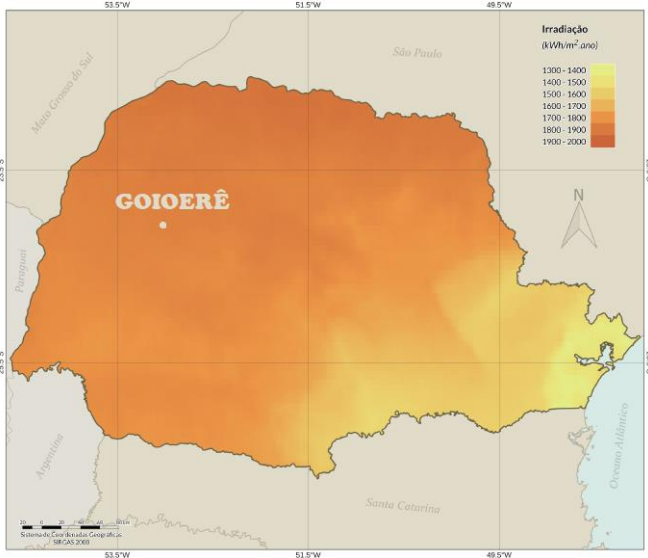 53.5°W 51.5°W 49.5°W
Irradiação
(kWh/m² ano)
1300 - 1400
1400 - 1500
1500 - 1600
1600 - 1700
1700 - 1800
1800 - 1900
1900 - 2000
São Paulo
Mato Grosso do Sul
N
GOIOERÊ
Paraguai
Argentina
Oceano Atlântico
Santa Catarina
Sistema de Coordenadas Geográficas
SIRGAS 2000
53.5°W 51.5°W 49.5°W